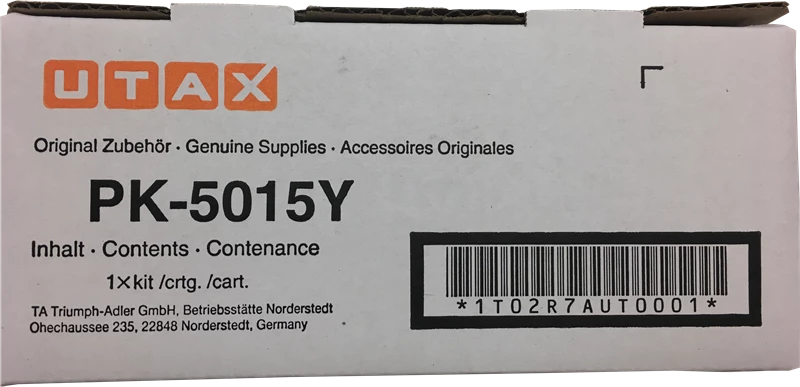 UTAX
Original Zubehör · Genuine Supplies · Accessoires Originales
PK-5015Y
Inhalt · Contents · Contenance
1×kit /crtg. /cart.
TA Triumph-Adler GmbH, Betriebsstätte Norderstedt
Ohechaussee 235, 22848 Norderstedt, Germany
*1T02R7AUT0001*